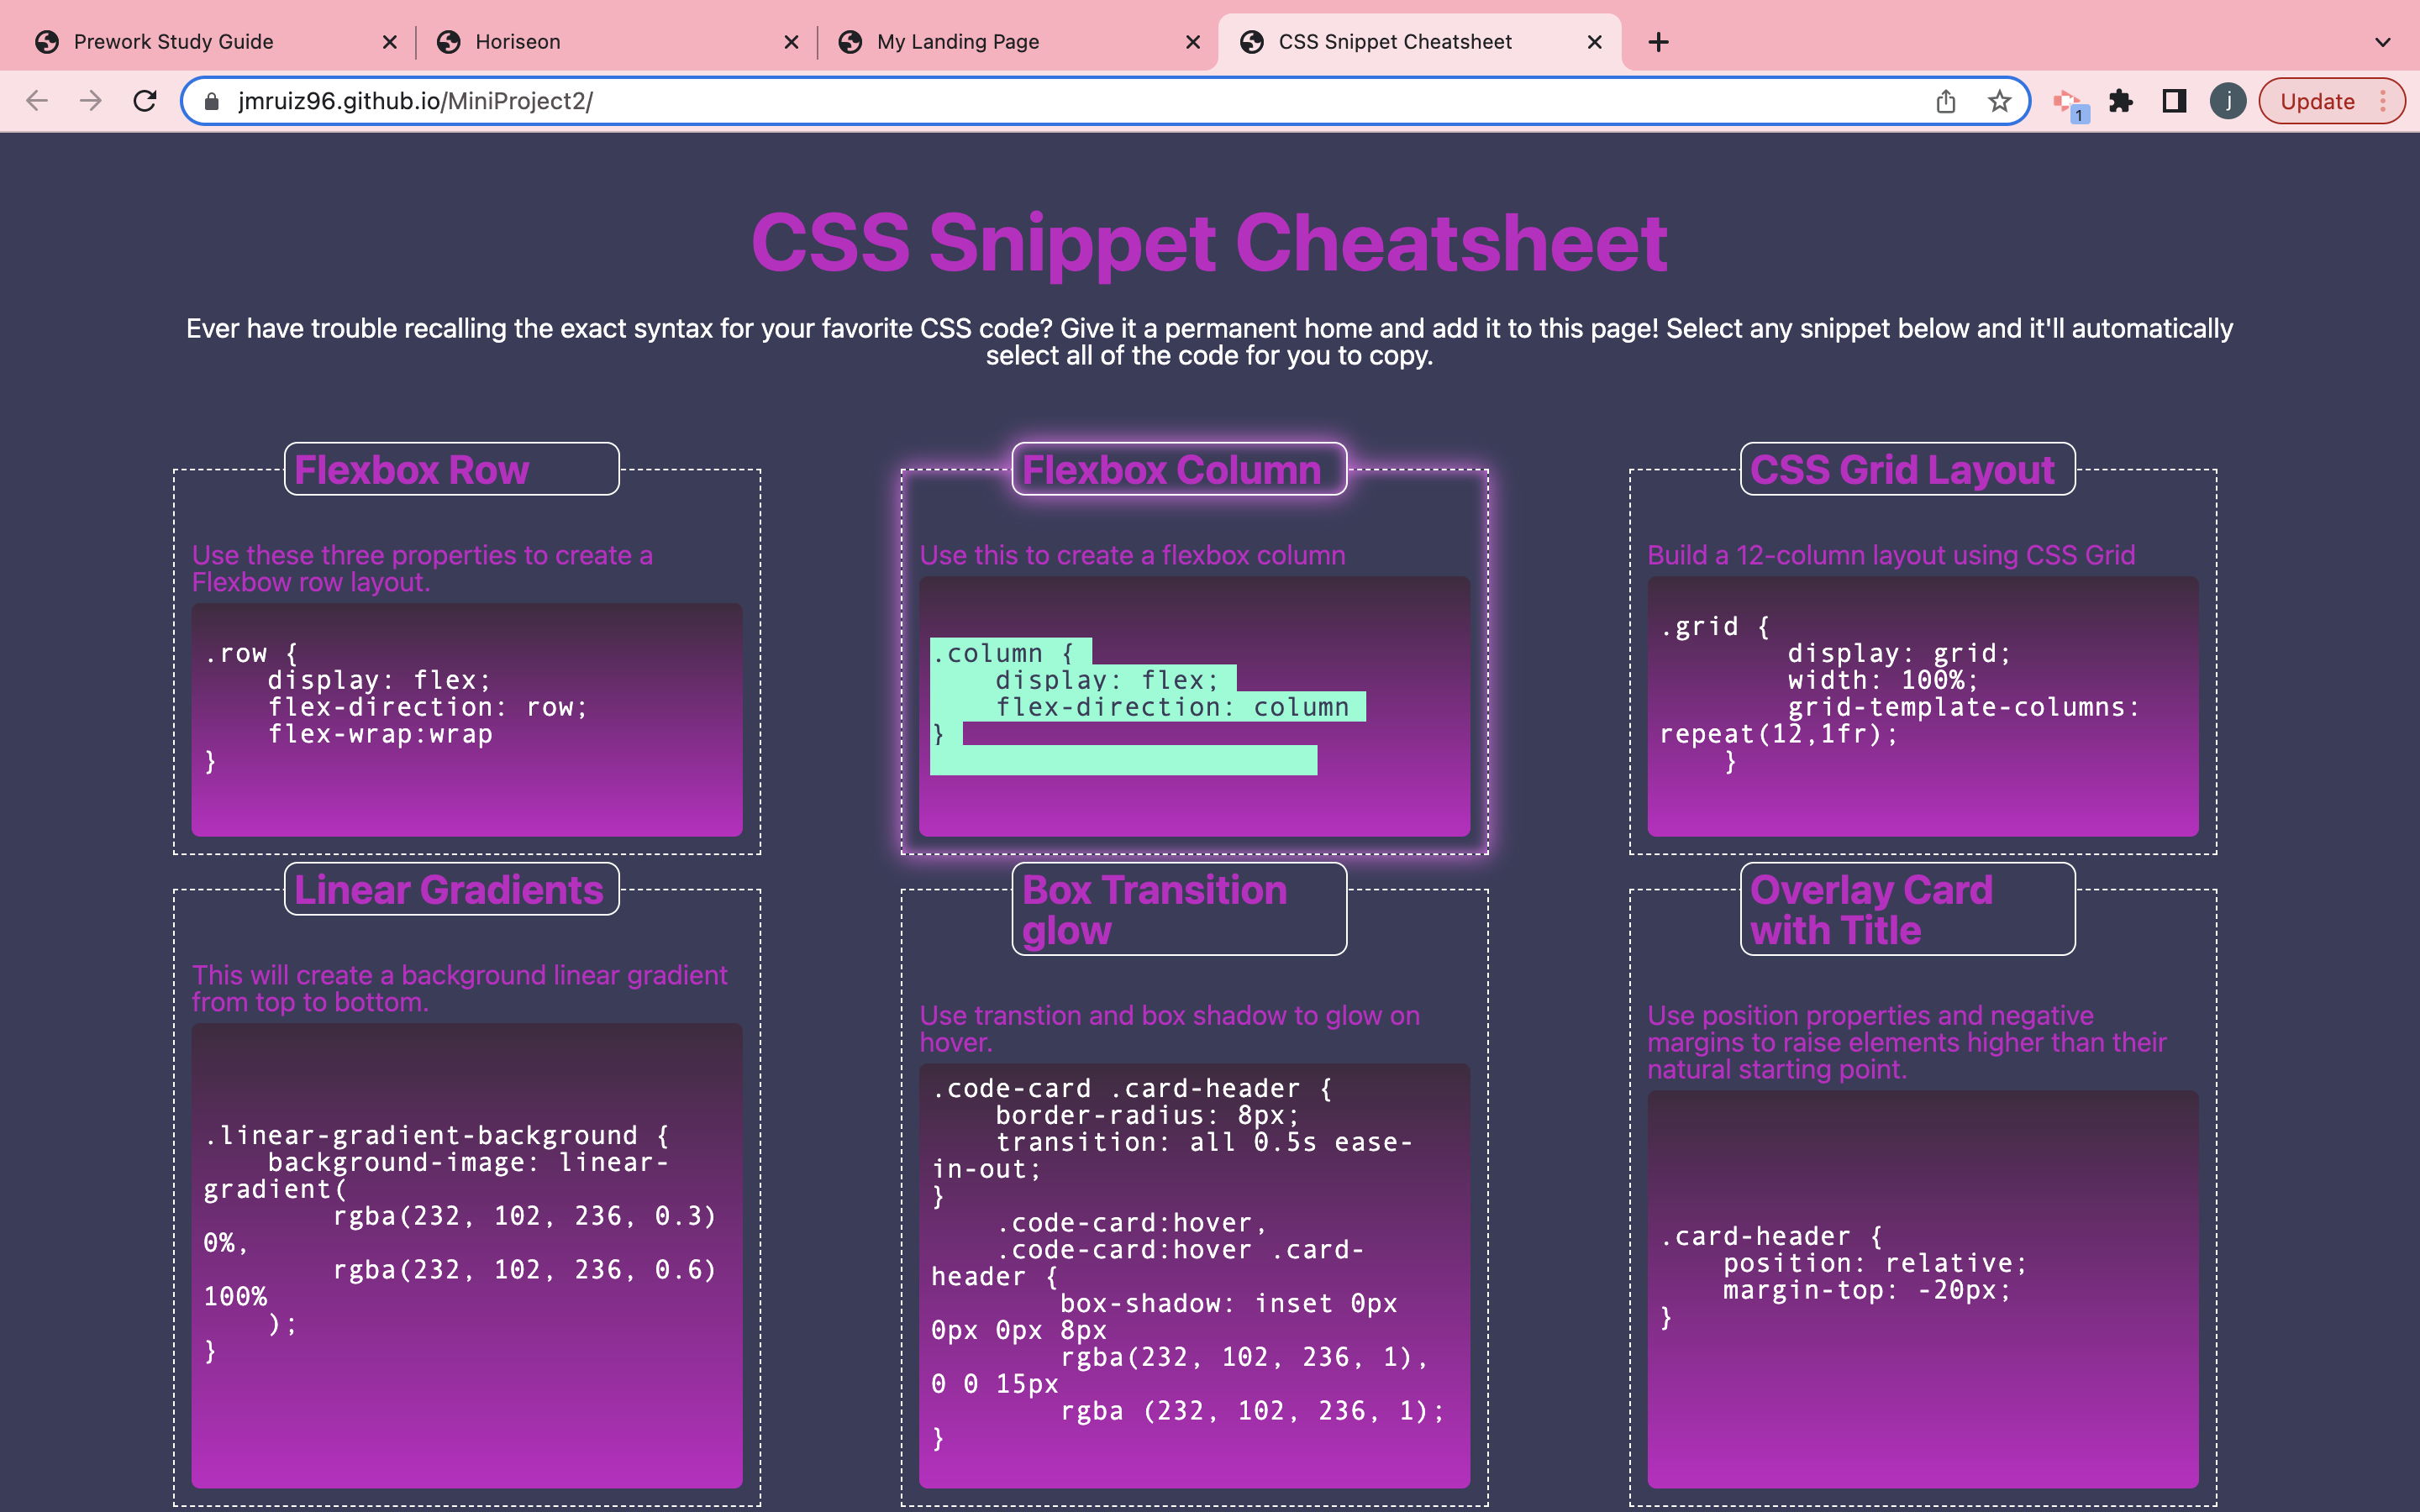 Prework Study Guide
Horiseon
My Landing Page
CSS Snippet Cheatsheet
jmruiz96.github.io/MiniProject2/
1
j
Update
CSS Snippet Cheatsheet
Ever have trouble recalling the exact syntax for your favorite CSS code? Give it a permanent home and add it to this page! Select any snippet below and it'll automatically
select all of the code for you to copy.
Flexbox Row
Use these three properties to create a
Flexbow row layout.
.row {
    display: flex;
    flex-direction: row;
    flex-wrap:wrap
}
Flexbox Column
Use this to create a flexbox column
.column {
    display: flex;
    flex-direction: column
}
CSS Grid Layout
Build a 12-column layout using CSS Grid
.grid {
        display: grid;
        width: 100%;
        grid-template-columns:
repeat(12,1fr);
    }
Linear Gradients
This will create a background linear gradient
from top to bottom.
.linear-gradient-background {
    background-image: linear-
gradient(
        rgba(232, 102, 236, 0.3)
0%,
        rgba(232, 102, 236, 0.6)
100%
    );
}
Box Transition
glow
Use transtion and box shadow to glow on
hover.
.code-card .card-header {
    border-radius: 8px;
    transition: all 0.5s ease-
in-out;
}
    .code-card:hover,
    .code-card:hover .card-
header {
        box-shadow: inset 0px
0px 0px 8px
        rgba(232, 102, 236, 1),
0 0 15px
        rgba (232, 102, 236, 1);
}
Overlay Card
with Title
Use position properties and negative
margins to raise elements higher than their
natural starting point.
.card-header {
    position: relative;
    margin-top: -20px;
}